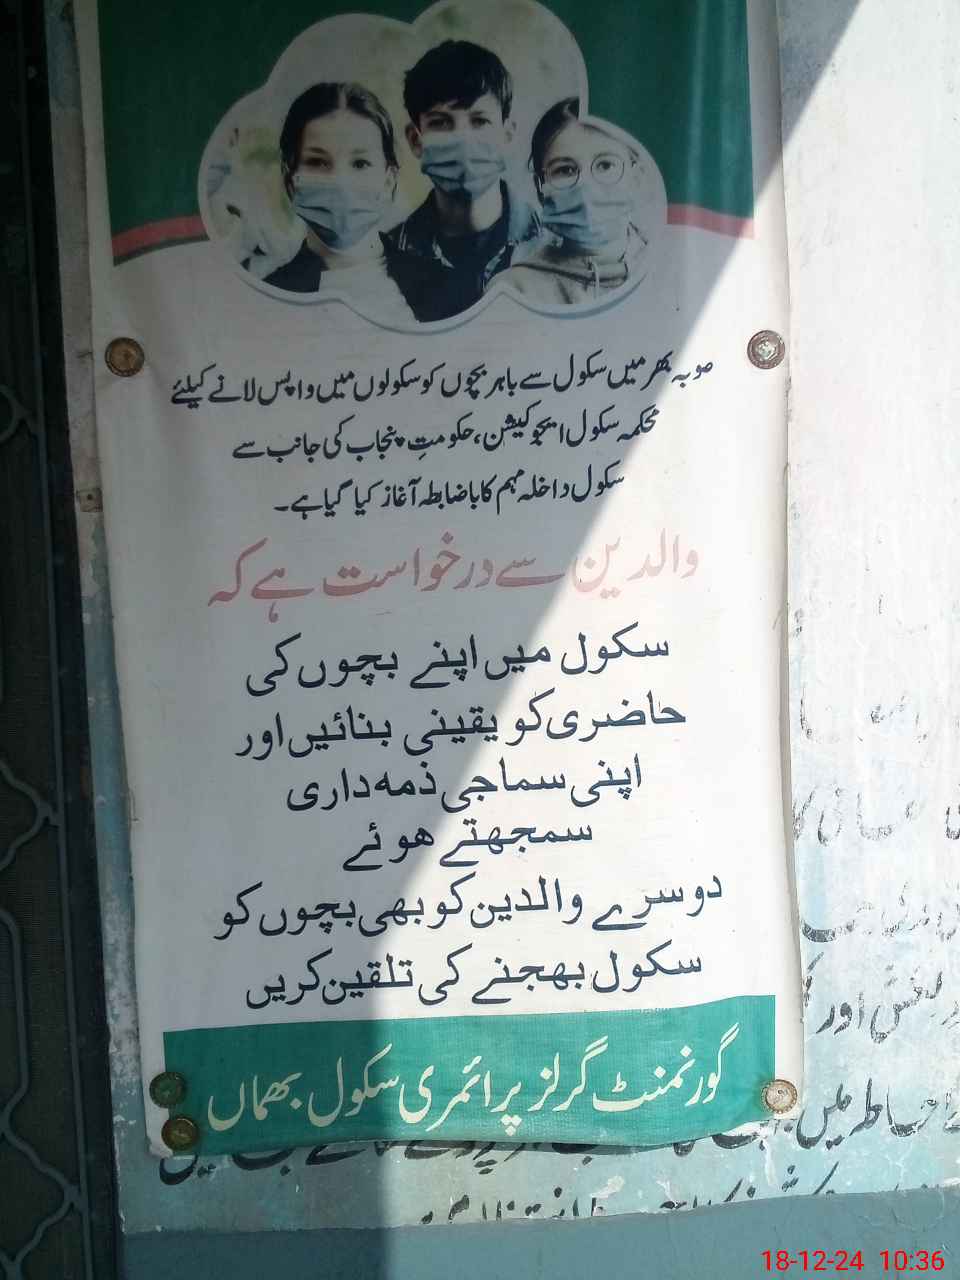 صوبہ بھر میں سکول سے باہر بچوں کو سکولوں میں واپس لانے کیلئے
محکمہ سکول ایجوکیشن، حکومتِ پنجاب کی جانب سے
سکول داخلہ مہم کا باضابطہ آغاز کیا گیا ہے۔
والدین سے درخواست ہے کہ
سکول میں اپنے بچوں کی
حاضری کو یقینی بنائیں اور
اپنی سماجی ذمہ داری
سمجھتے ہوئے
دوسرے والدین کو بھی بچوں کو
سکول بھجنے کی تلقین کریں
گورنمنٹ گرلز پرائمری سکول بھماں
اور
احاطہ میں
18-12-24 10:36